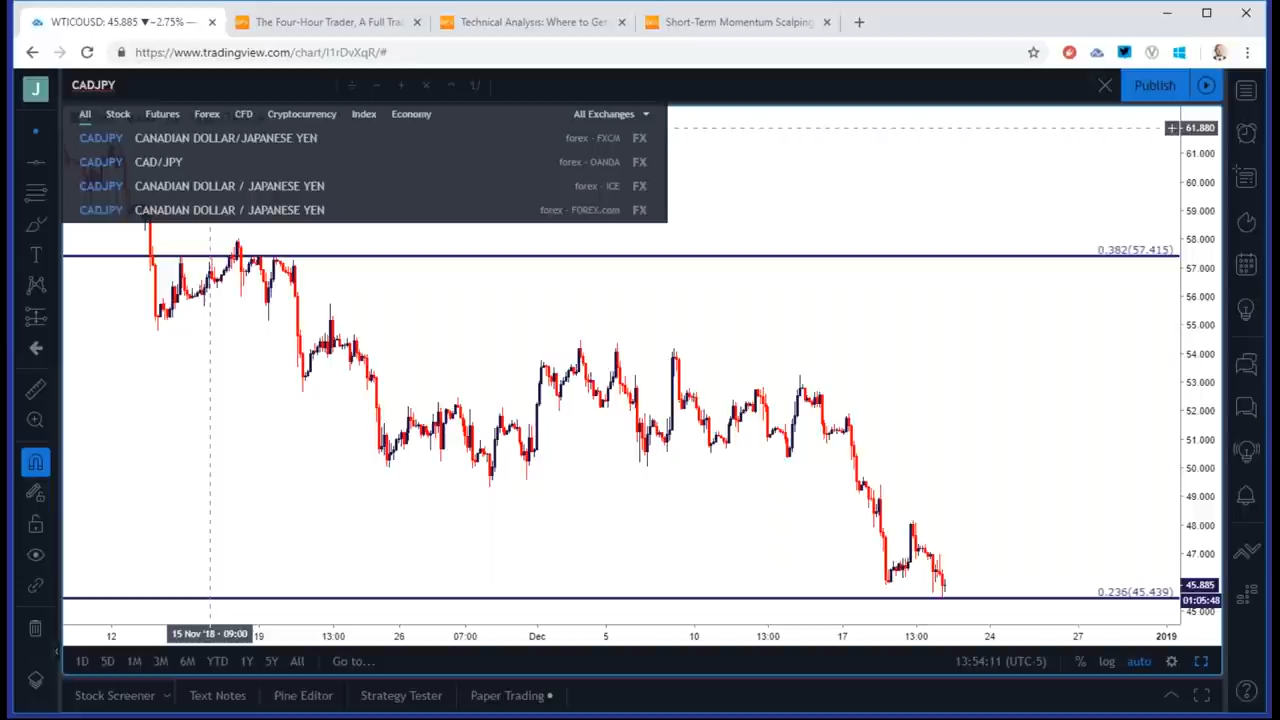 WTICOUSD: 45.885 ▼−2.75% —
The Four-Hour Trader, A Full Trai
Technical Analysis: Where to Get
Short-Term Momentum Scalping
https://www.tradingview.com/chart/I1rDvXqR/#
J
CADJPY
Publish
All Stock Futures Forex CFD Cryptocurrency Index Economy All Exchanges
CADJPY CANADIAN DOLLAR/JAPANESE YEN forex - FXCM FX
CADJPY CAD/JPY forex - OANDA FX
CADJPY CANADIAN DOLLAR / JAPANESE YEN forex - ICE FX
CADJPY CANADIAN DOLLAR / JAPANESE YEN forex - FOREX.com FX
61.880
61.000
60.000
59.000
58.000
0.382(57.415)
57.000
56.000
55.000
54.000
53.000
52.000
51.000
50.000
49.000
48.000
47.000
0.236(45.439)
45.885
01:05:48
45.000
12 15 Nov '18 - 09:00 19 13:00 26 07:00 Dec 5 10 13:00 17 13:00 24 27 2019
1D 5D 1M 3M 6M YTD 1Y 5Y All Go to... 13:54:11 (UTC-5) % log auto
Stock Screener Text Notes Pine Editor Strategy Tester Paper Trading